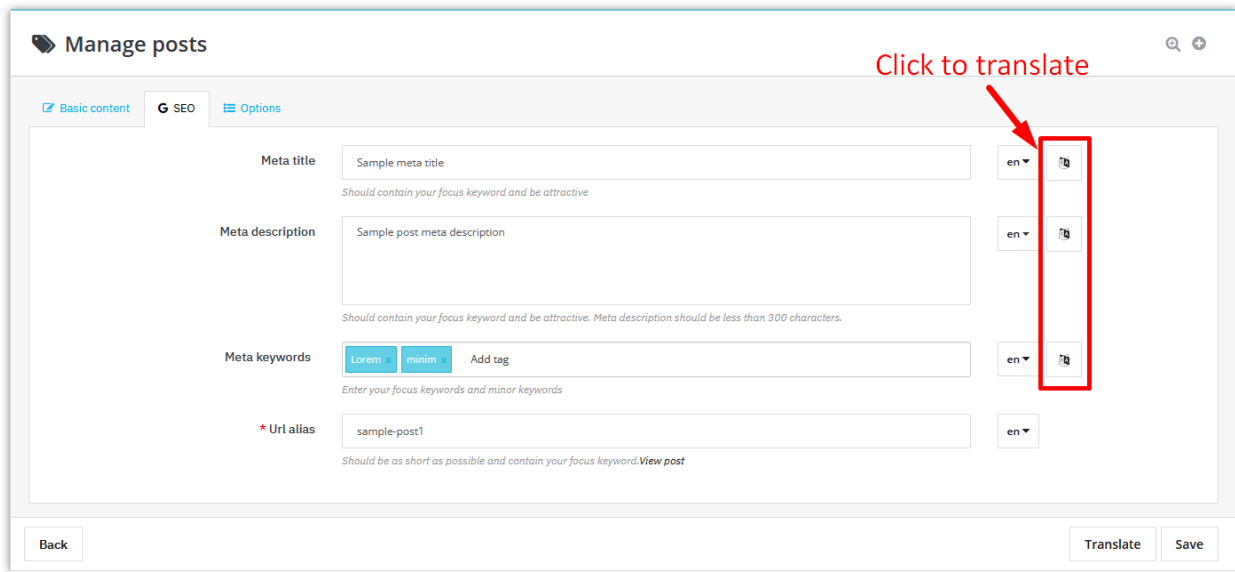 Manage posts
Click to translate
Basic content
G SEO
Options
Meta title
Sample meta title
en
Should contain your focus keyword and be attractive
Meta description
Sample post meta description
en
Should contain your focus keyword and be attractive. Meta description should be less than 300 characters.
Meta keywords
Lorem x minim x Add tag
en
Enter your focus keywords and minor keywords
* Url alias
sample-post1
en
Should be as short as possible and contain your focus keyword.View post
Back
Translate
Save